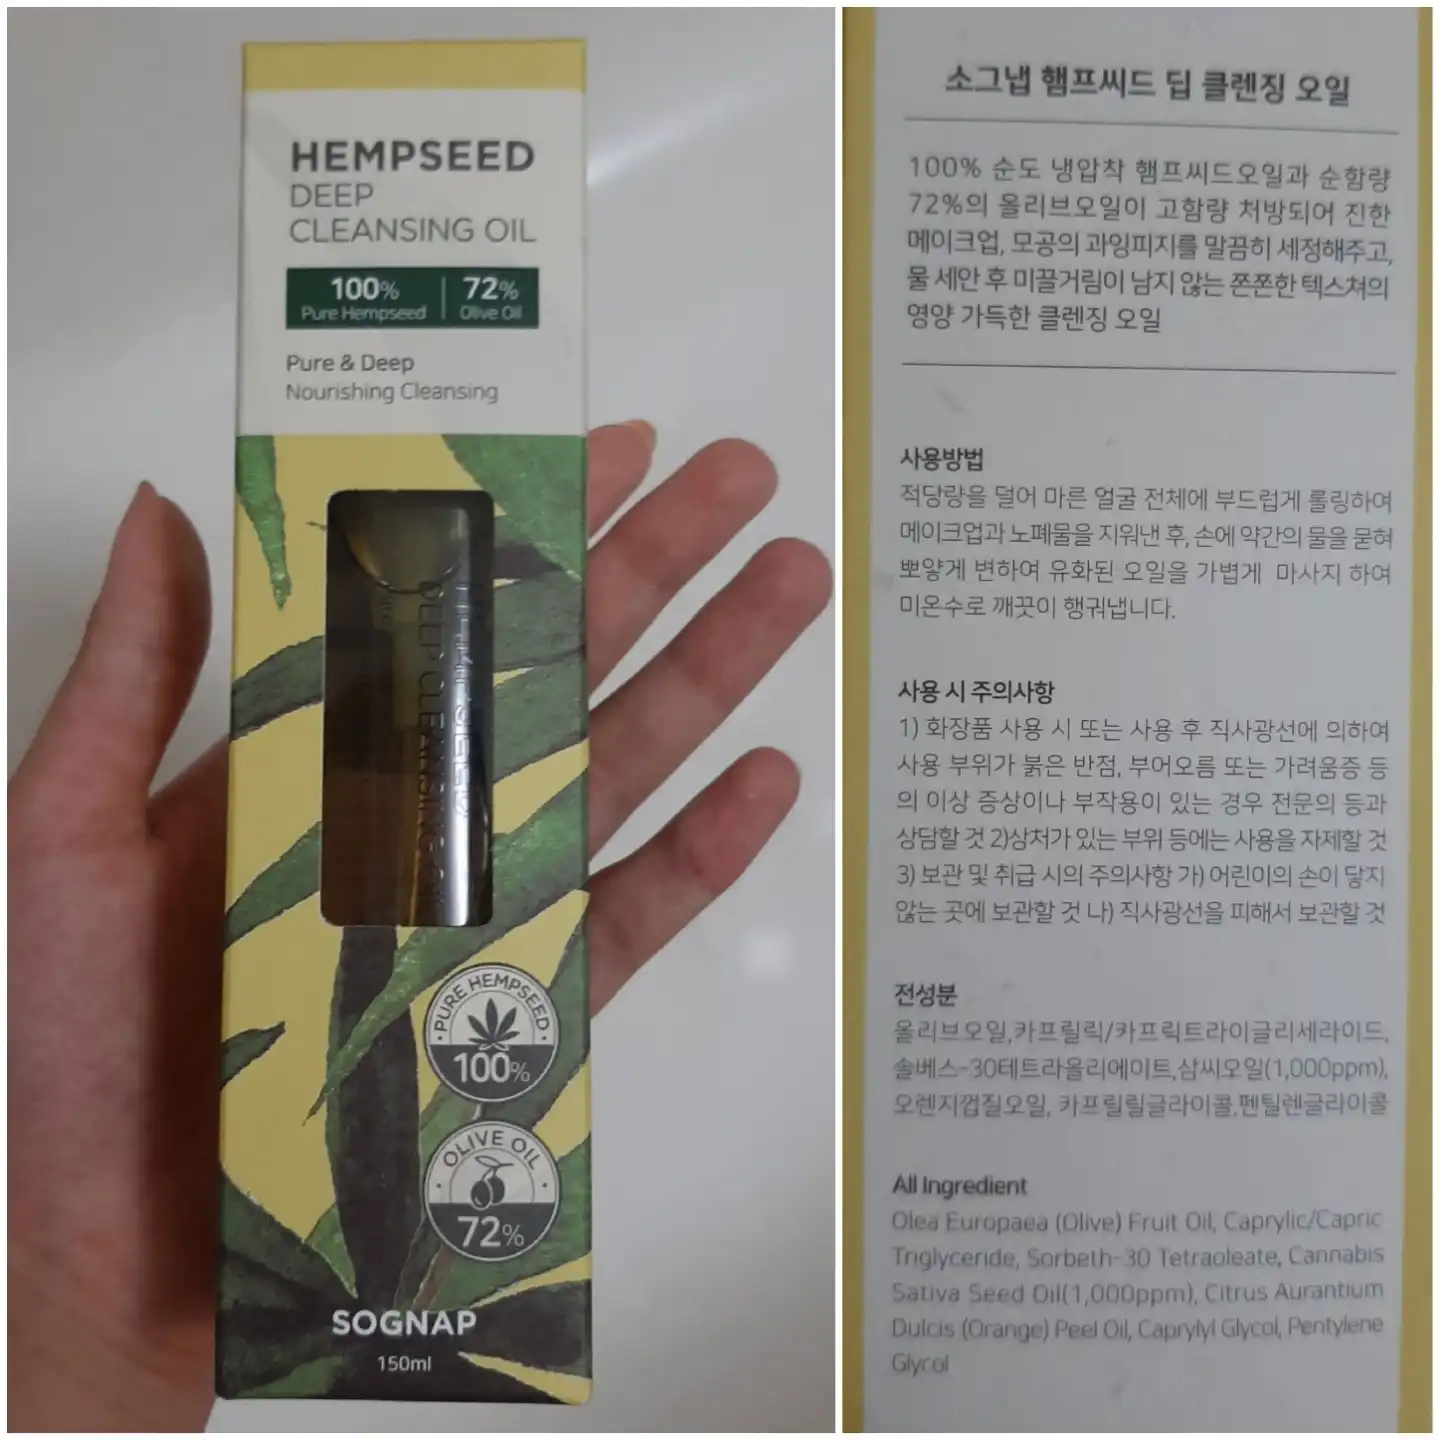 HEMPSEED
DEEP
CLEANSING OIL
100% 72%
Pure Hempseed Olive Oil
Pure & Deep
Nourishing Cleansing
DEEP CLEANSING O
PURE HEMPSEED
100%
OLIVE OIL
72%
SOGNAP
150ml
소그냅 햄프씨드 딥 클렌징 오일
100% 순도 냉압착 햄프씨드오일과 순함량
72%의 올리브오일이 고함량 처방되어 진한
메이크업, 모공의 과잉피지를 말끔히 세정해주고,
물 세안 후 미끌거림이 남지 않는 쫀쫀한 텍스쳐의
영양 가득한 클렌징 오일
사용방법
적당량을 덜어 마른 얼굴 전체에 부드럽게 롤링하여
메이크업과 노폐물을 지워낸 후, 손에 약간의 물을 묻혀
뽀얗게 변하여 유화된 오일을 가볍게 마사지 하여
미온수로 깨끗이 헹궈냅니다.
사용 시 주의사항
1) 화장품 사용 시 또는 사용 후 직사광선에 의하여
사용 부위가 붉은 반점, 부어오름 또는 가려움증 등
의 이상 증상이나 부작용이 있는 경우 전문의 등과
상담할 것 2)상처가 있는 부위 등에는 사용을 자제할 것
3) 보관 및 취급 시의 주의사항 가) 어린이의 손이 닿지
않는 곳에 보관할 것 나) 직사광선을 피해서 보관할 것
전성분
올리브오일,카프릴릭/카프릭트라이글리세라이드,
솔베스-30테트라올리에이트,삼씨오일(1,000ppm),
오렌지껍질오일, 카프릴릴글라이콜,펜틸렌글라이콜
All Ingredient
Olea Europaea (Olive) Fruit Oil, Caprylic/Capric
Triglyceride, Sorbeth-30 Tetraoleate, Cannabis
Sativa Seed Oil(1,000ppm), Citrus Aurantium
Dulcis (Orange) Peel Oil, Caprylyl Glycol, Pentylene
Glycol